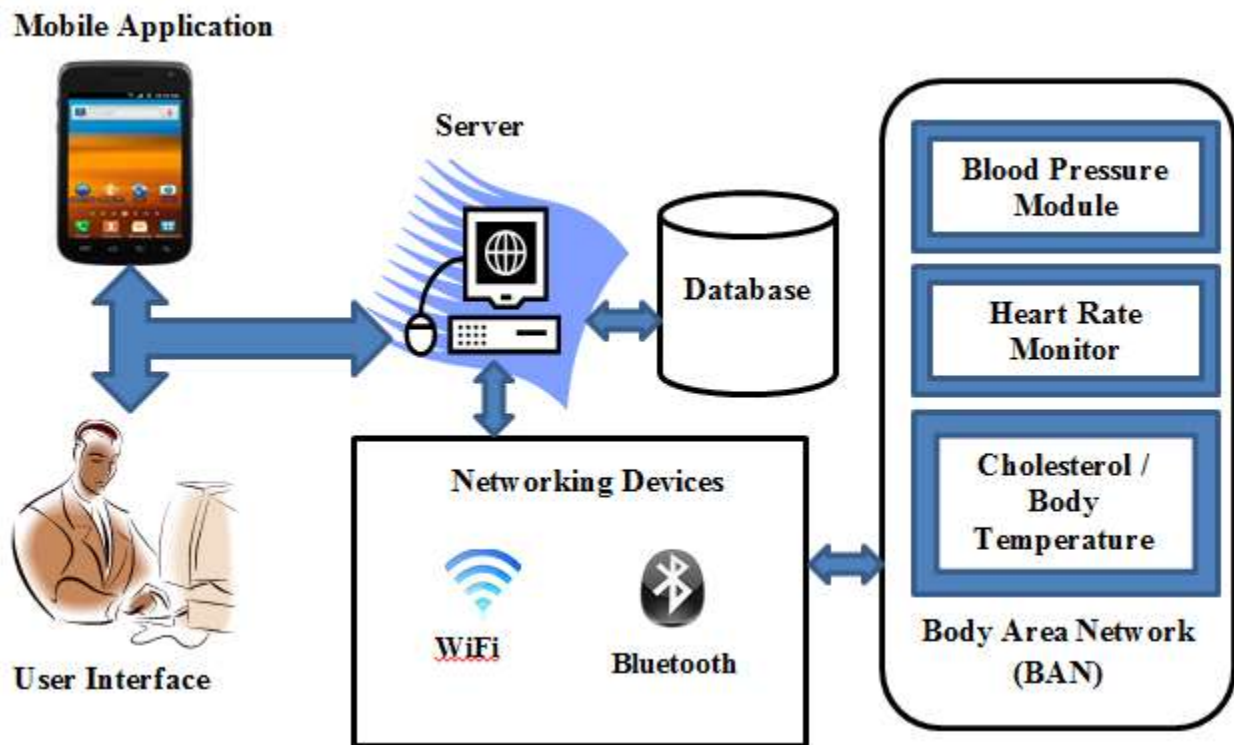 Mobile Application
Server
Database
Blood Pressure
Module
Heart Rate
Monitor
Cholesterol /
Body
Temperature
Body Area Network
(BAN)
Networking Devices
WiFi
Bluetooth
User Interface